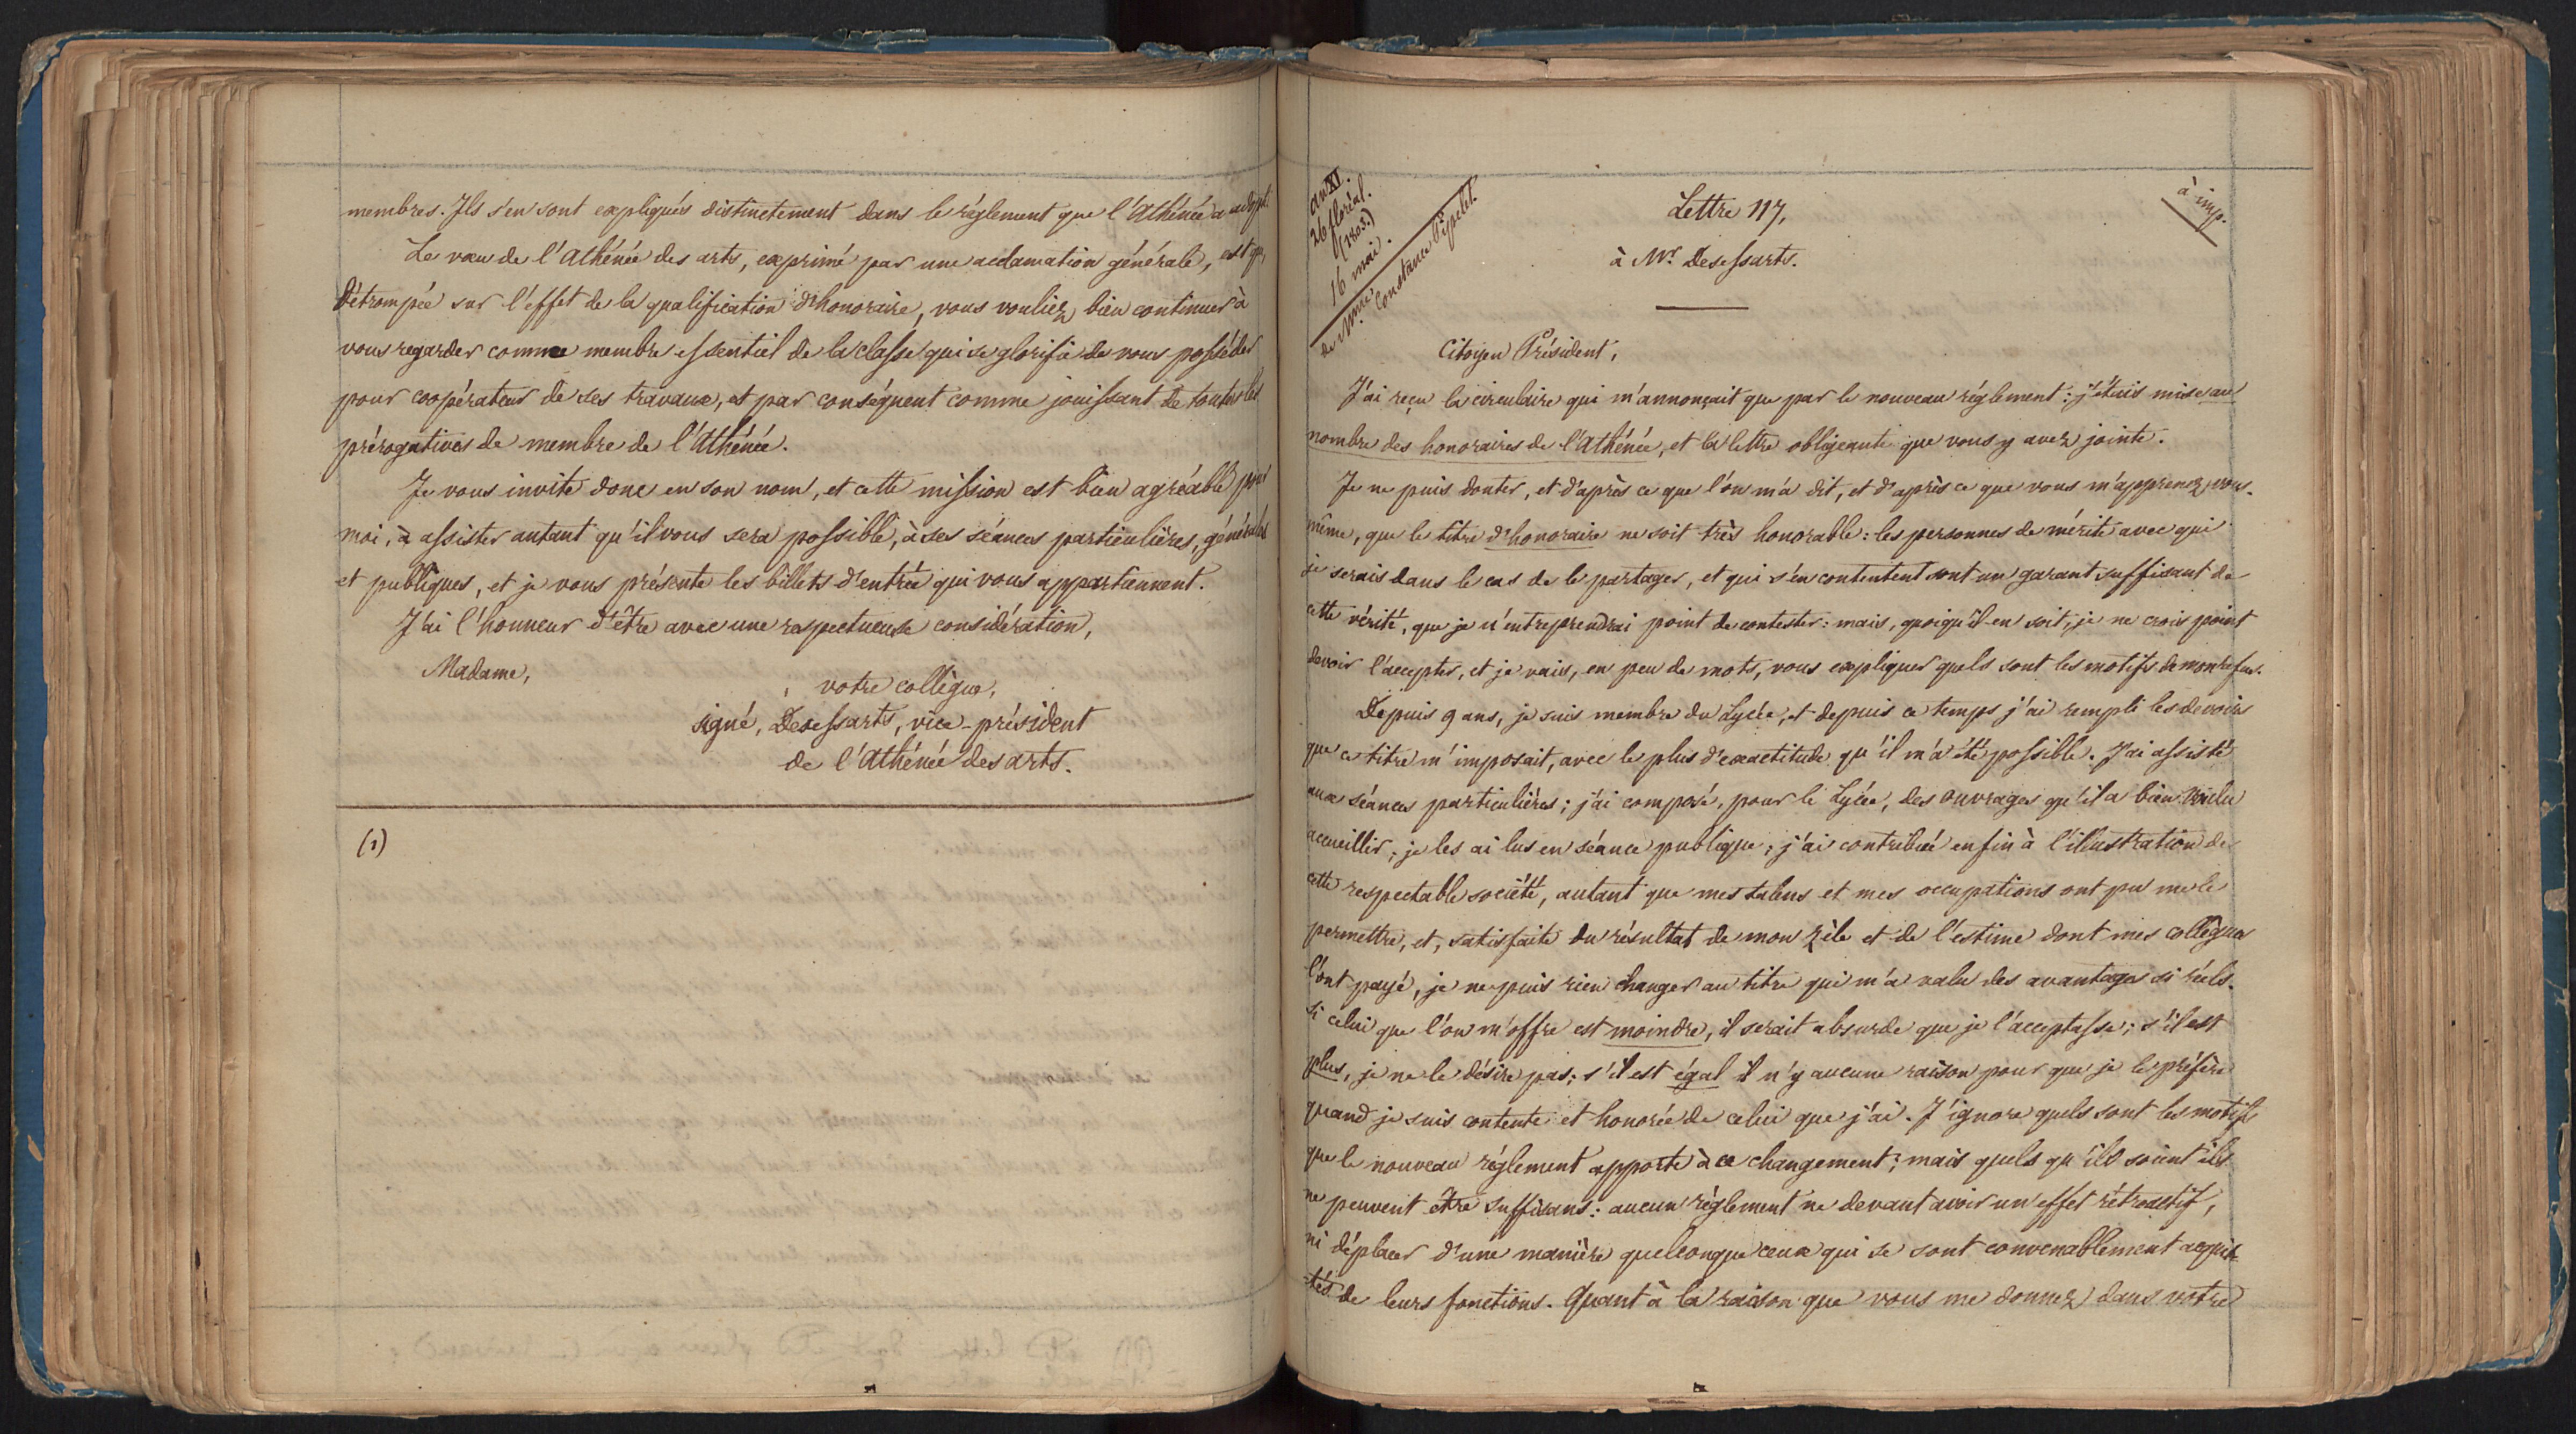 membres. Ils s'en sont expliqués distinctement dans le réglement que l'Athénée a adopt.
Le vœu de l'Athénée des arts, exprimé par une acclamation générale, est que,
détrompée sur l'effet de la qualification d'honoraire, vous vouliez bien continuer à
vous regarder comme membre essentiel de la classe qui se glorifie de vous posséder
pour coopérateur de ses travaux, et par conséquent comme jouissant de toutes les
prérogatives de membre de l'Athénée.
Je vous invite donc en son nom, et cette mission est bien agréable pour
moi, à assister autant qu'il vous sera possible, à ses séances particulières, générales
et publiques, et je vous présente les billets d'entrée qui vous appartiennent.
J'ai l'honneur d'être avec une respectueuse considération,
Madame,
votre collègue,
signé, Desessarts, vice-président
de l'Athénée des arts.
(1)
an XI.
26 floréal.
(1803.)
16 mai.
de Mme Constance Pipelet.
Lettre 117,
à imp.
à Mr. Desessarts.
Citoyen Président,
J'ai reçu la circulaire qui m'annonçait que par le nouveau réglement: j'étais mise au
nombre des honoraires de l'Athénée, et la lettre obligeante que vous y avez jointe.
Je ne puis douter, et d'après ce que l'on m'a dit, et d'après ce que vous m'apprenez vous-
même, que le titre d'honoraire ne soit très honorable: les personnes de mérite avec qui
je serais dans le cas de le partager, et qui s'en contentent sont un garant suffisant de
cette vérité, que je n'entreprendrai point de contester: mais, quoiqu'il en soit, je ne crois point
devoir l'accepter, et je vais, en peu de mots, vous expliquer quels sont les motifs de mon refus.
Depuis 9 ans, je suis membre du Lycée, et depuis ce temps j'ai rempli les devoirs
que ce titre m'imposait, avec le plus d'exactitude qu'il m'a été possible. J'ai assisté
aux séances particulières; j'ai composé, pour le Lycée, des ouvrages qu'il a bien voulu
accueillir; je les ai lus en séance publique; j'ai contribué enfin à l'illustration de
cette respectable société, autant que mes talens et mes occupations ont pu me le
permettre, et, satisfaite du résultat de mon zèle et de l'estime dont mes collègues
l'ont payé, je ne puis rien changer au titre qui m'a valu des avantages si réels.
si celui que l'on m'offre est moindre, il serait absurde que je l'acceptasse; s'il est
plus, je ne le désire pas; s'il est égal il n'y aucune raison pour que je le préfère
quand je suis contente et honorée de celui que j'ai. J'ignore quels sont les motifs
que le nouveau réglement apporte à ce changement; mais quels qu'ils soient ils
ne peuvent être suffisans: aucun règlement ne devant avoir un effet rétroactif,
ni déplacer d'une manière quelconque ceux qui se sont convenablement acquit-
-tés de leurs fonctions. Quant à la raison que vous me donnez dans votre